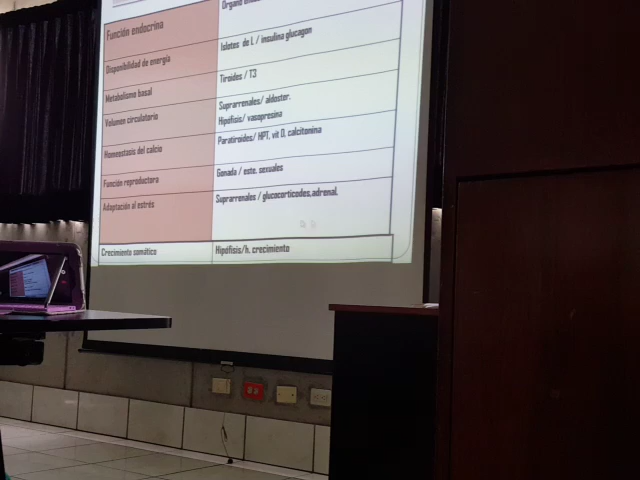 Función endocrina
Órgano
Disponibilidad de energía
Islotes de L / insulina glucagon
Metabolismo basal
Tiroides / T3
Volumen circulatorio
Suprarrenales/ aldoster.
Hipófisis/ vasopresina
Homeostasis del calcio
Paratiroides/ HPT, vit D, calcitonina
Función reproductora
Gonada / este. sexuales
Adaptación al estrés
Suprarrenales / glucocorticodes,adrenal.
Crecimiento somático
Hipófisis/h. crecimiento